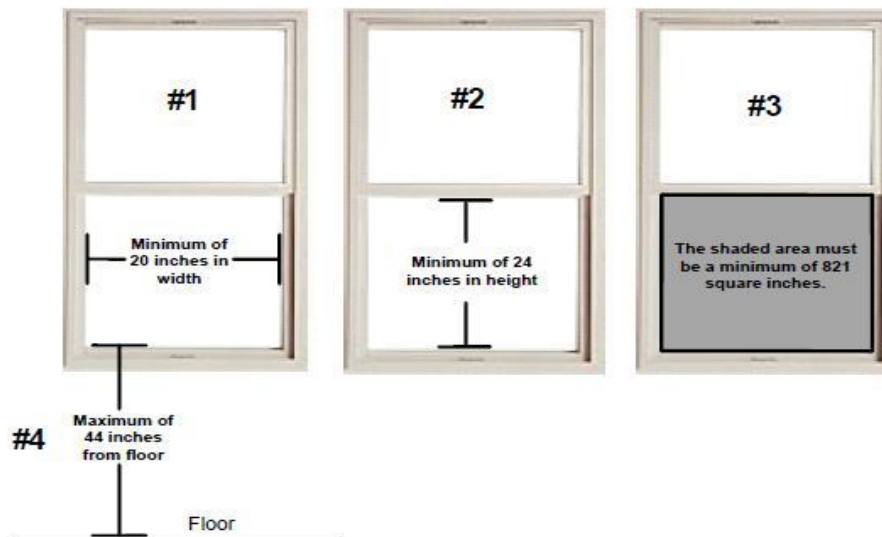 #1
#2
#3
Minimum of
20 inches in
width
Minimum of 24
inches in height
The shaded area must
be a minimum of 821
square inches.
#4
Maximum of
44 inches
from floor
Floor